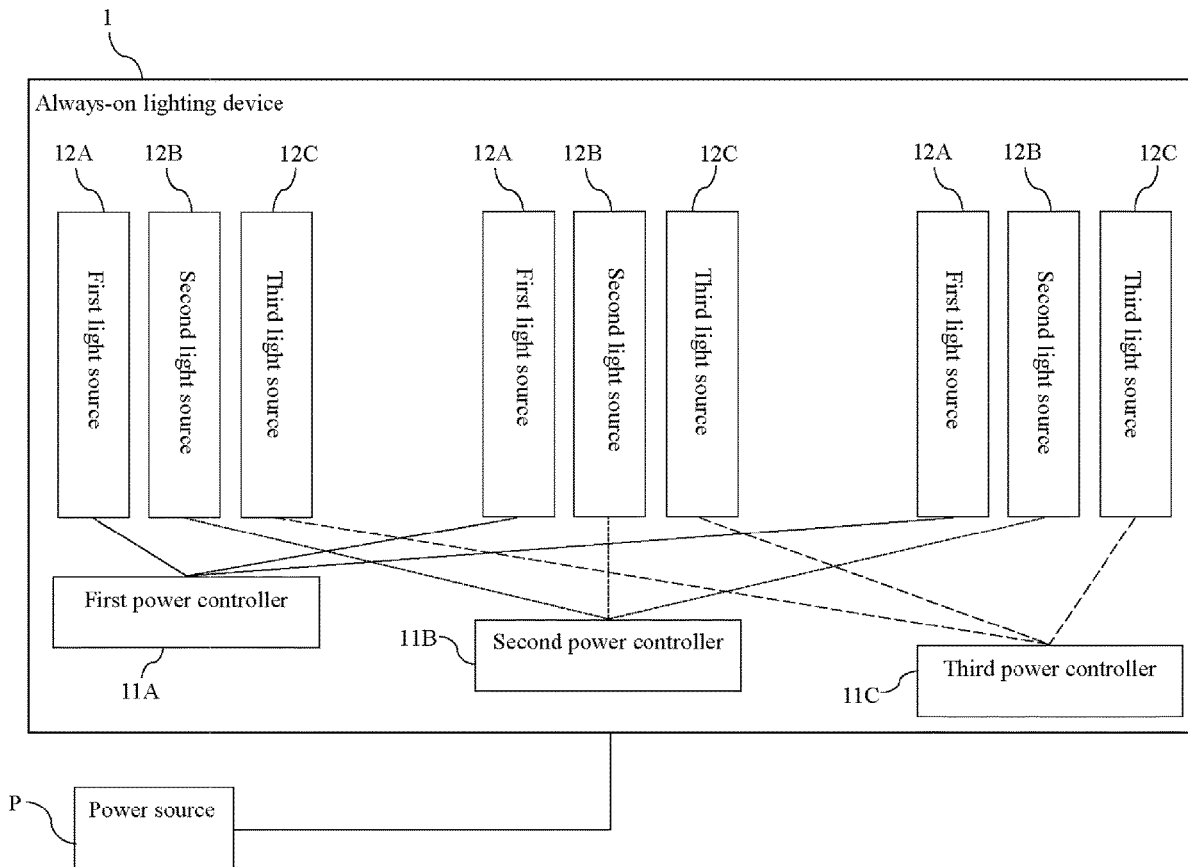 1
Always-on lighting device
12A
12B
12C
12A
12B
12C
12A
12B
12C
First light source
Second light source
Third light source
First light source
Second light source
Third light source
First light source
Second light source
Third light source
First power controller
11A
11B
Second power controller
11C
Third power controller
P
Power source